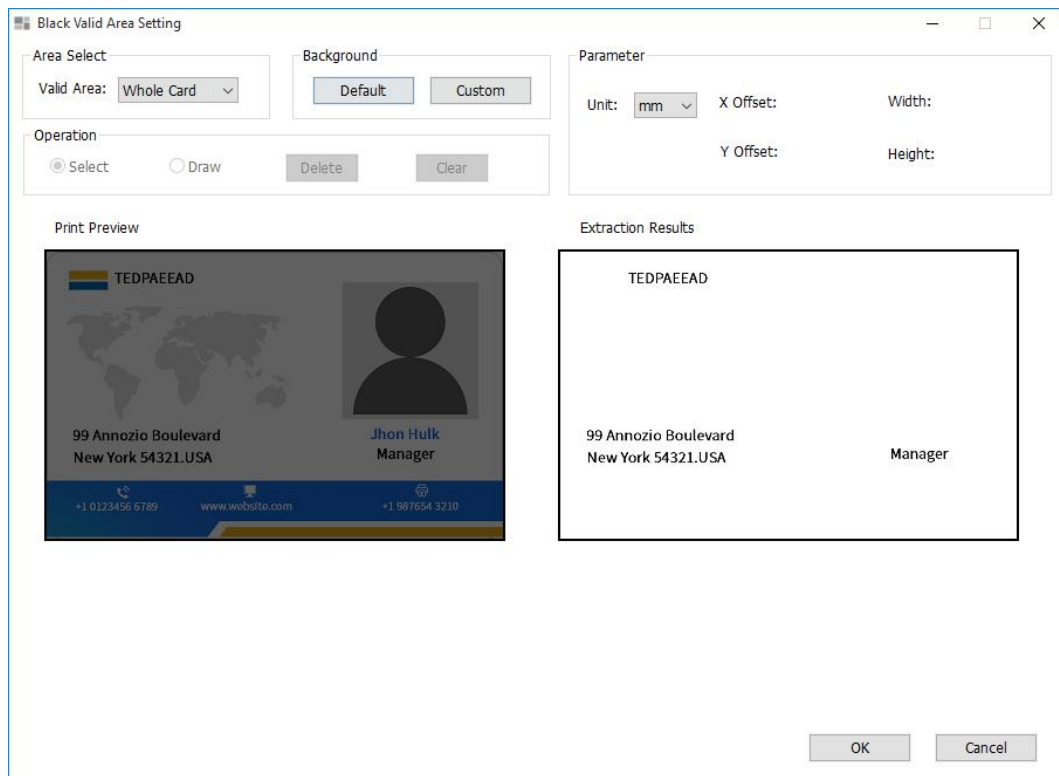 Black Valid Area Setting
Area Select
Valid Area: Whole Card
Background
Default Custom
Parameter
Unit: mm X Offset: Width:
Y Offset: Height:
Operation
Select Draw Delete Clear
Print Preview
TEDPAEEAD
99 Annozio Boulevard
New York 54321.USA
Jhon Hulk
Manager
+1 0123456 6789 www.website.com +1 987654 3210
Extraction Results
TEDPAEEAD
99 Annozio Boulevard
New York 54321.USA
Manager
OK Cancel